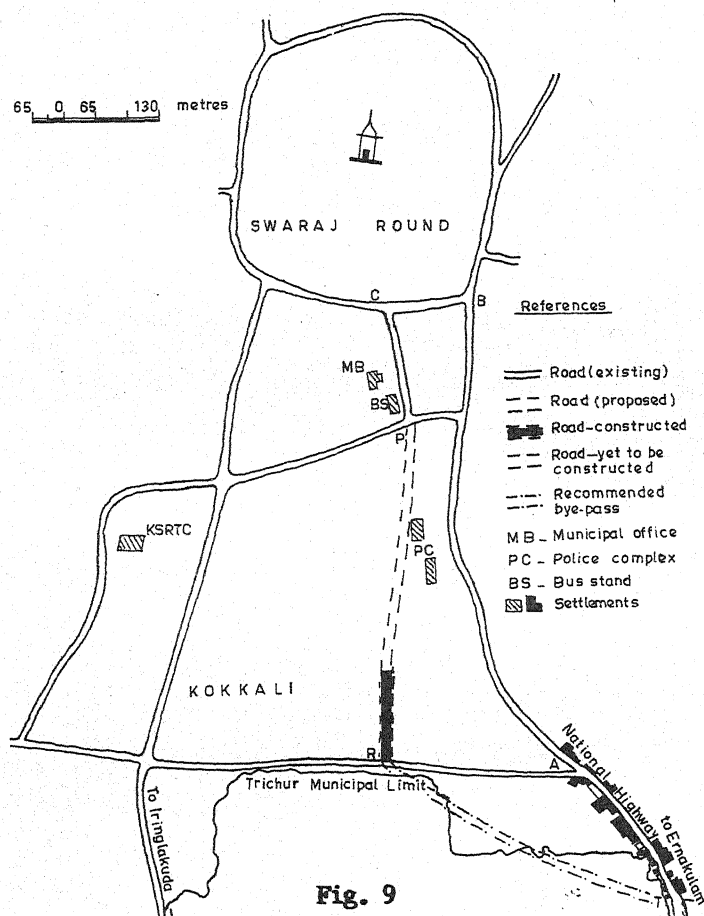 65 0 65 130 metres
SWARAJ ROUND
C
B
References
Road (existing)
Road (proposed)
Road-constructed
Road-yet to be
constructed
Recommended
bye-pass
MB - Municipal office
PC - Police complex
BS - Bus stand
Settlements
MB
BS
P
KSRTC
PC
KOKKALI
R
A
Trichur Municipal Limit
National Highway
to Ernakulam
To Iringlakuda
T
Fig. 9